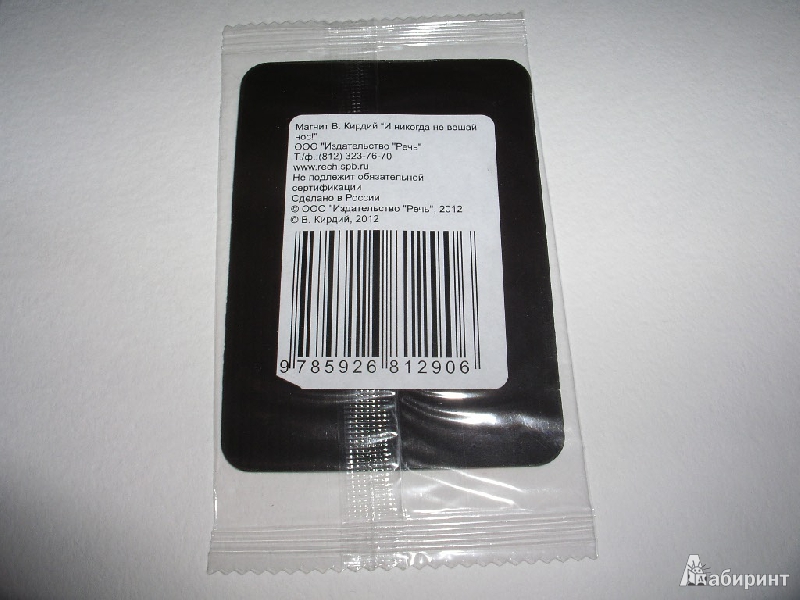 Магнит В. Кирдий "И никогда не вешай
нос!"
ООО "Издательство "Речь"
Т./ф. (812) 323-76-70
www.rech.spb.ru
Не подлежит обязательной
сертификации
Сделано в России
© ООО "Издательство "Речь", 2012
© В. Кирдий, 2012
9 785926 812906
Лабиринт